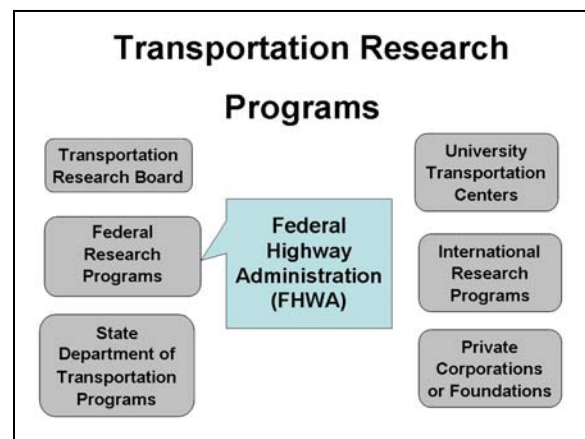 Transportation Research
Programs
Transportation
Research Board
Federal
Research
Programs
State
Department of
Transportation
Programs
Federal
Highway
Administration
(FHWA)
University
Transportation
Centers
International
Research
Programs
Private
Corporations
or Foundations